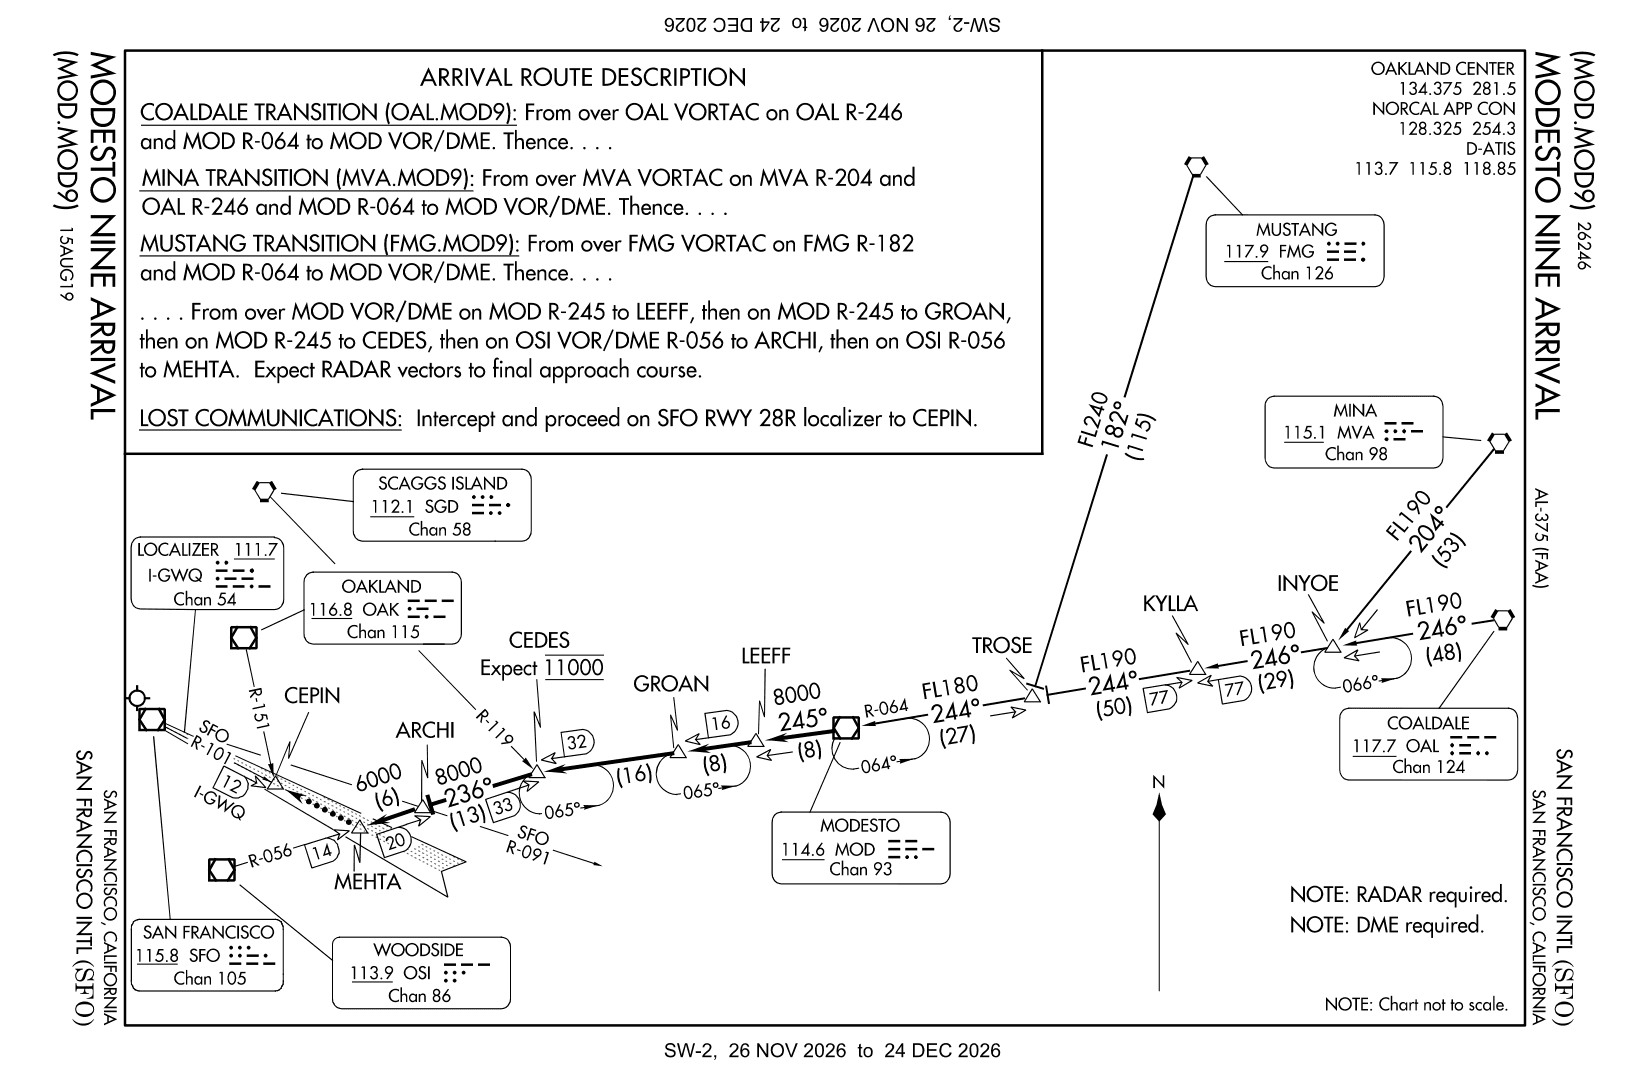 SW-2, 26 NOV 2026 to 24 DEC 2026
(MOD.MOD9) 15AUG19
MODESTO NINE ARRIVAL
(MOD.MOD9) 26246
MODESTO NINE ARRIVAL
AL-375 (FAA)
ARRIVAL ROUTE DESCRIPTION
COALDALE TRANSITION (OAL.MOD9): From over OAL VORTAC on OAL R-246
and MOD R-064 to MOD VOR/DME. Thence. . . .
MINA TRANSITION (MVA.MOD9): From over MVA VORTAC on MVA R-204 and
OAL R-246 and MOD R-064 to MOD VOR/DME. Thence. . . .
MUSTANG TRANSITION (FMG.MOD9): From over FMG VORTAC on FMG R-182
and MOD R-064 to MOD VOR/DME. Thence. . . .
. . . . From over MOD VOR/DME on MOD R-245 to LEEFF, then on MOD R-245 to GROAN,
then on MOD R-245 to CEDES, then on OSI VOR/DME R-056 to ARCHI, then on OSI R-056
to MEHTA. Expect RADAR vectors to final approach course.
LOST COMMUNICATIONS: Intercept and proceed on SFO RWY 28R localizer to CEPIN.
OAKLAND CENTER
134.375 281.5
NORCAL APP CON
128.325 254.3
D-ATIS
113.7 115.8 118.85
MUSTANG
117.9 FMG
Chan 126
FL240
182°
(115)
MINA
115.1 MVA
Chan 98
FL190
204°
(53)
SCAGGS ISLAND
112.1 SGD
Chan 58
LOCALIZER 111.7
I-GWQ
Chan 54
OAKLAND
116.8 OAK
Chan 115
CEDES
Expect 11000
LEEFF
GROAN
TROSE
KYLLA
INYOE
FL190
246°
(48)
FL190
246°
(29)
066°
FL190
244°
(50)
77
77
FL180
244°
(27)
R-064
064°
8000
245°
(8)
16
(8)
065°
(16)
32
065°
33
R-119
R-151
CEPIN
ARCHI
8000
236°
(13)
6000
(6)
SFO
R-101
12
I-GWQ
20
SFO
R-091
R-056
14
MEHTA
COALDALE
117.7 OAL
Chan 124
MODESTO
114.6 MOD
Chan 93
SAN FRANCISCO
115.8 SFO
Chan 105
WOODSIDE
113.9 OSI
Chan 86
N
NOTE: RADAR required.
NOTE: DME required.
NOTE: Chart not to scale.
SAN FRANCISCO, CALIFORNIA
SAN FRANCISCO INTL (SFO)
SAN FRANCISCO INTL (SFO)
SAN FRANCISCO, CALIFORNIA
SW-2, 26 NOV 2026 to 24 DEC 2026